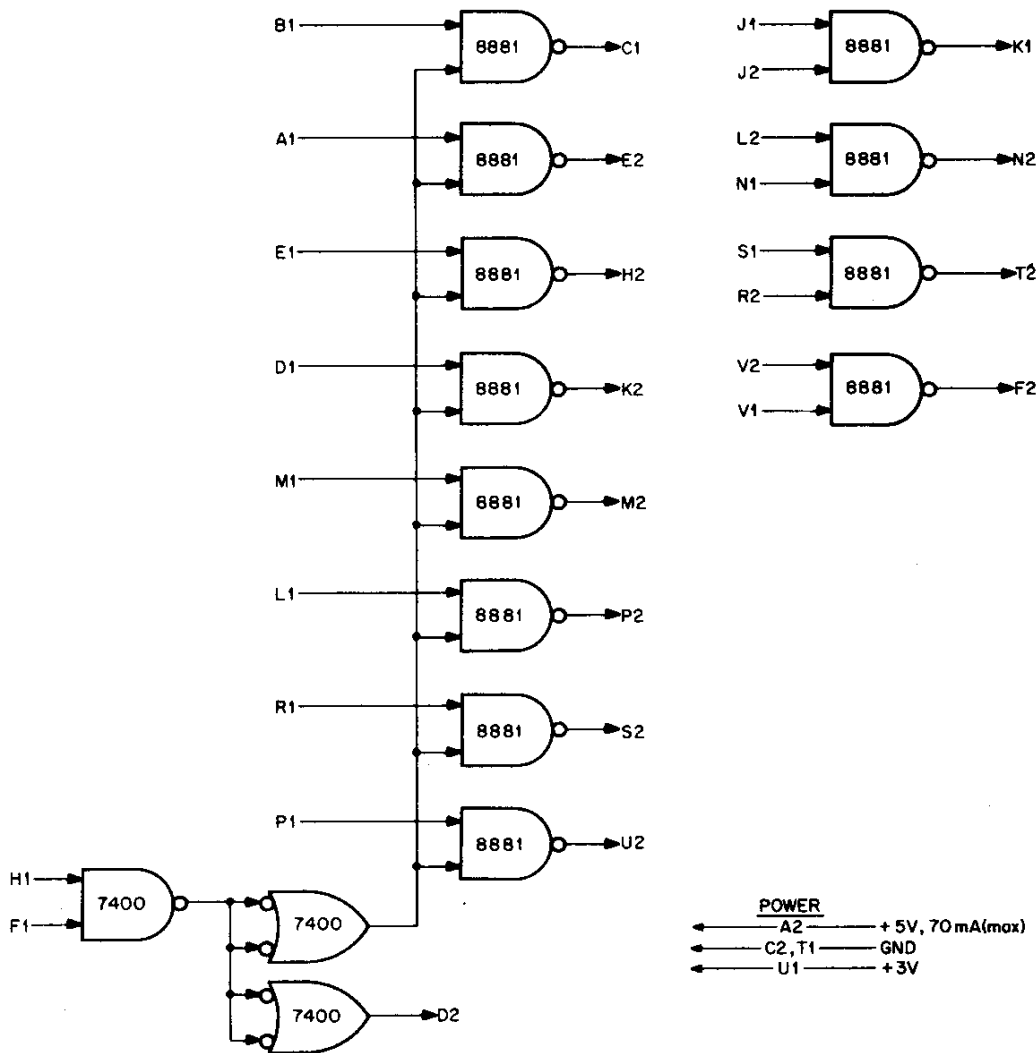 B1 8881 C1
A1 8881 E2
E1 8881 H2
D1 8881 K2
M1 8881 M2
L1 8881 P2
R1 8881 S2
P1 8881 U2
H1
F1
7400
7400
7400 D2
J1
J2
8881 K1
L2
N1
8881 N2
S1
R2
8881 T2
V2
V1
8881 F2
POWER
A2 +5V, 70 mA(max)
C2, T1 GND
U1 +3V